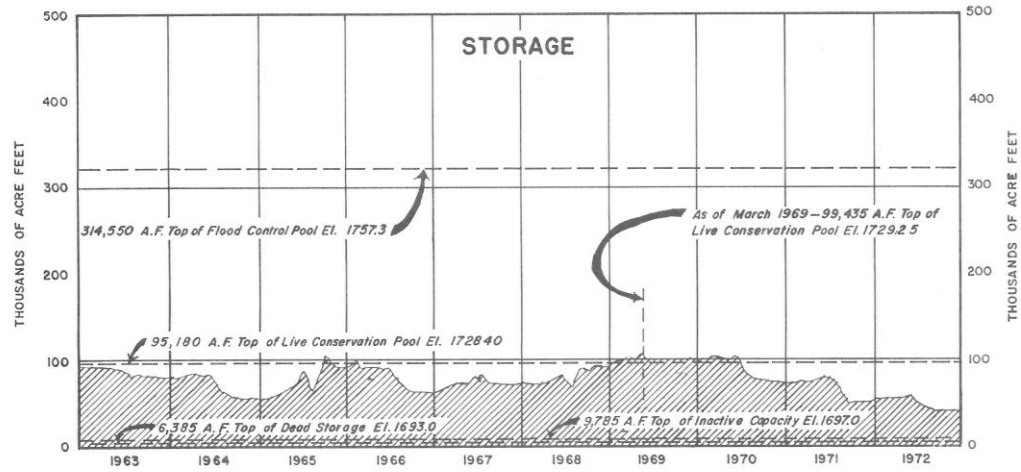 STORAGE
THOUSANDS OF ACRE FEET
500
400
300
200
100
0
500
400
300
200
100
0
THOUSANDS OF ACRE FEET
314,550 A.F. Top of Flood Control Pool El. 1757.3
As of March 1969 — 99,435 A.F. Top of
Live Conservation Pool El. 1729.25
95,180 A.F. Top of Live Conservation Pool El. 1728.40
6,385 A.F. Top of Dead Storage El. 1693.0
9,785 A.F. Top of Inactive Capacity El. 1697.0
1963 1964 1965 1966 1967 1968 1969 1970 1971 1972